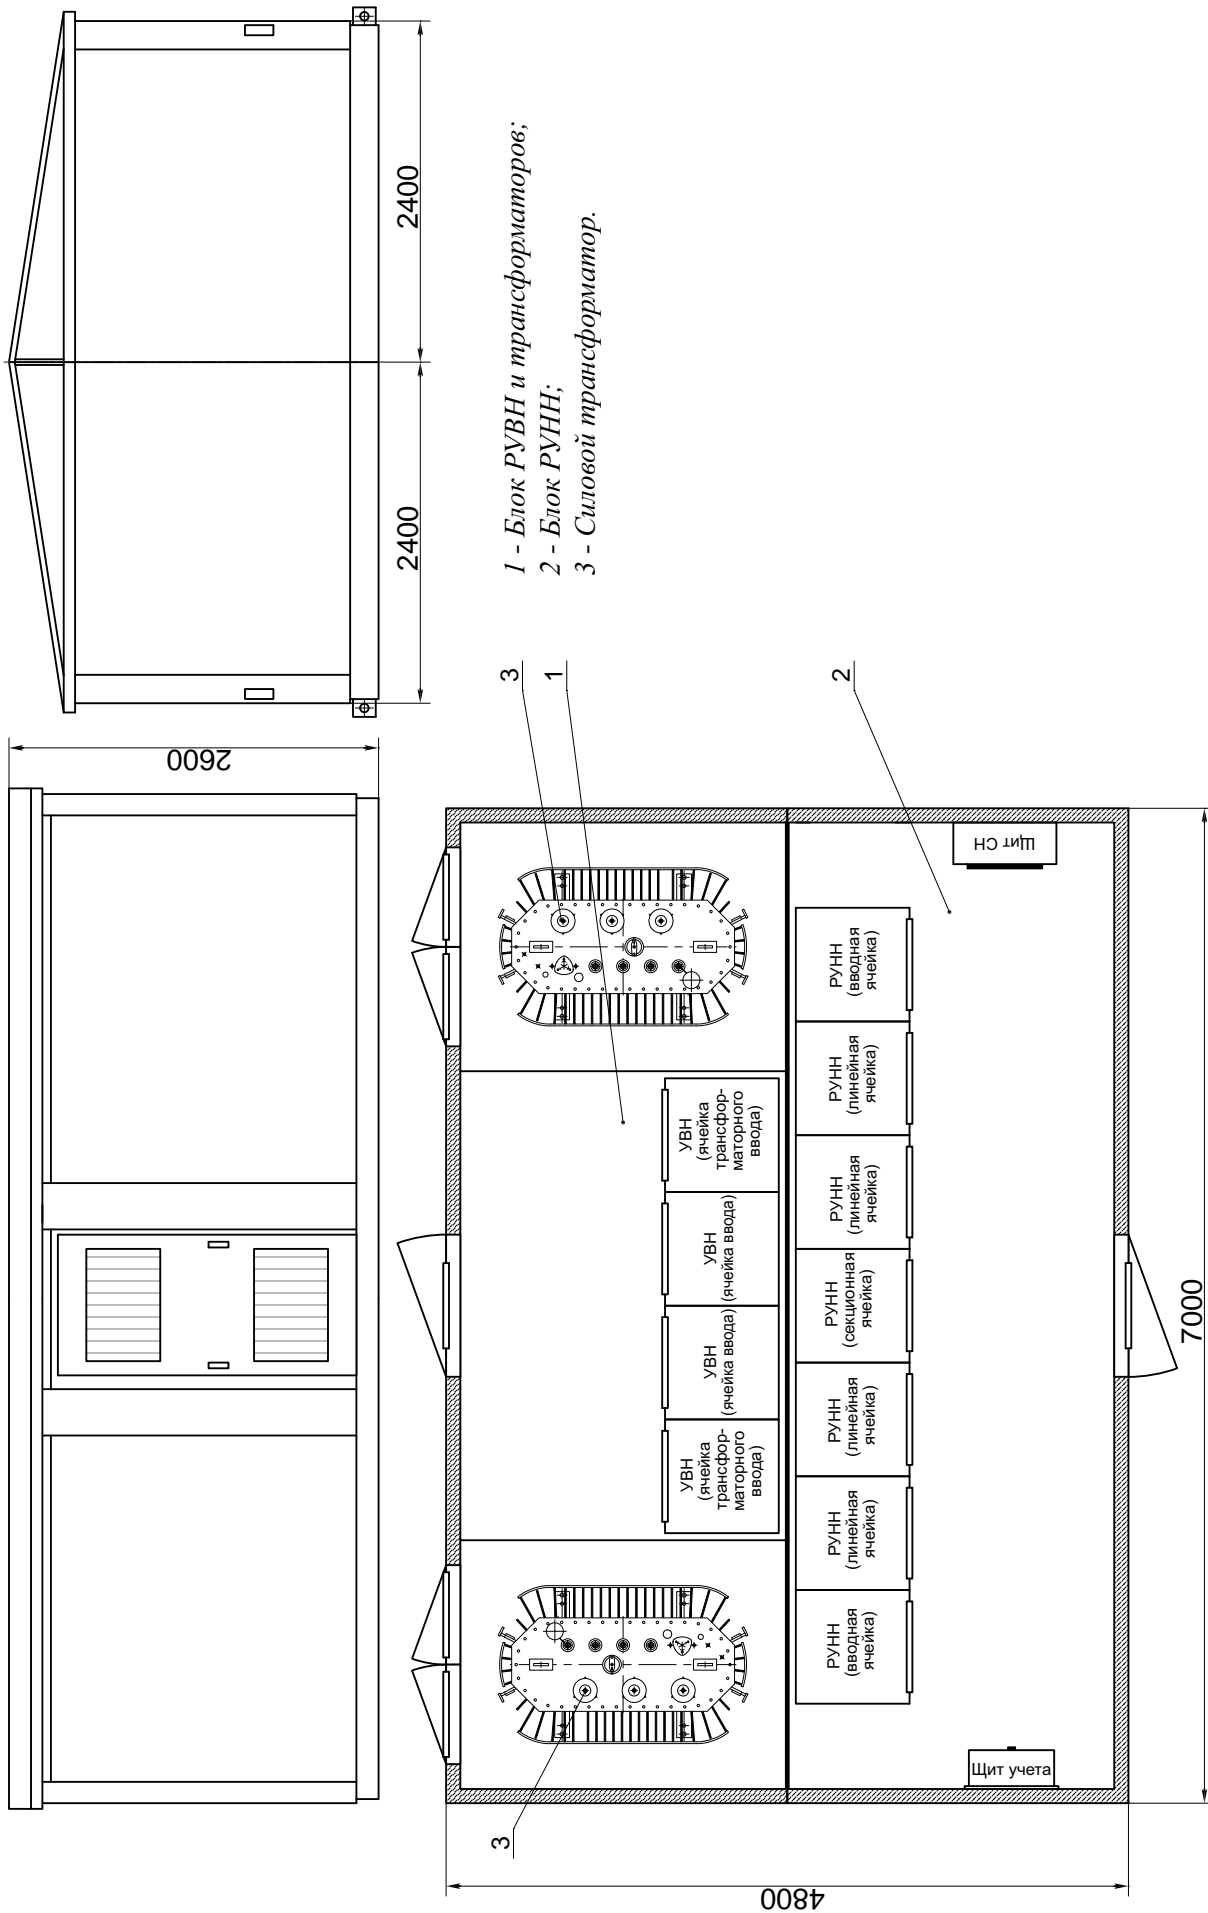 2600
2400
2400
1 - Блок РУВН и трансформаторов;
2 - Блок РУНН;
3 - Силовой трансформатор.
3
3
1
2
УВН
(ячейка
трансфор-
маторного
ввода)
УВН
(ячейка ввода)
УВН
(ячейка ввода)
УВН
(ячейка
трансфор-
маторного
ввода)
РУНН
(вводная
ячейка)
РУНН
(линейная
ячейка)
РУНН
(линейная
ячейка)
РУНН
(секционная
ячейка)
РУНН
(линейная
ячейка)
РУНН
(линейная
ячейка)
РУНН
(вводная
ячейка)
Щит учета
Щит СН
4800
7000